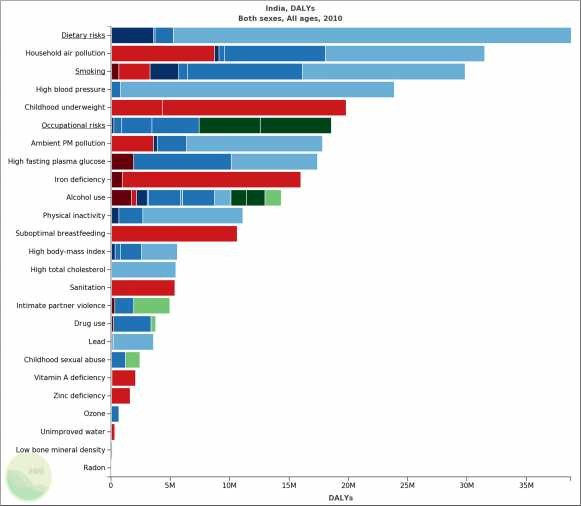 India, DALYs
Both sexes, All ages, 2010
Dietary risks
Household air pollution
Smoking
High blood pressure
Childhood underweight
Occupational risks
Ambient PM pollution
High fasting plasma glucose
Iron deficiency
Alcohol use
Physical inactivity
Suboptimal breastfeeding
High body-mass index
High total cholesterol
Sanitation
Intimate partner violence
Drug use
Lead
Childhood sexual abuse
Vitamin A deficiency
Zinc deficiency
Ozone
Unimproved water
Low bone mineral density
Radon
0 5M 10M 15M 20M 25M 30M 35M
DALYs